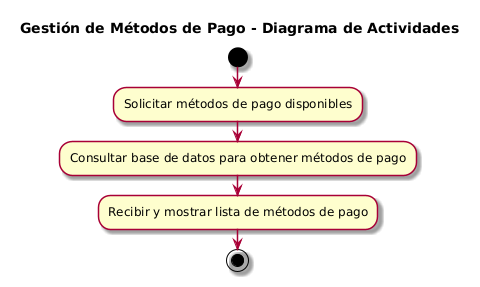 Gestión de Métodos de Pago - Diagrama de Actividades
Solicitar métodos de pago disponibles
Consultar base de datos para obtener métodos de pago
Recibir y mostrar lista de métodos de pago